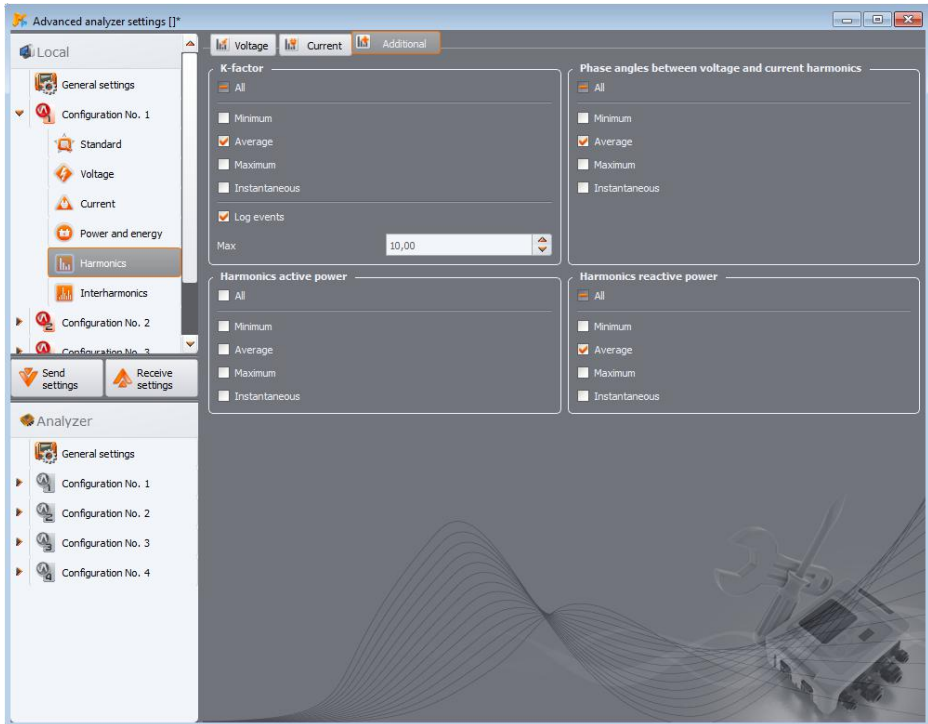 Advanced analyzer settings []*
Local
General settings
Configuration No. 1
Standard
Voltage
Current
Power and energy
Harmonics
Interharmonics
Configuration No. 2
Configuration No. 3
Send settings
Receive settings
Analyzer
General settings
Configuration No. 1
Configuration No. 2
Configuration No. 3
Configuration No. 4
Voltage
Current
Additional
K-factor
All
Minimum
Average
Maximum
Instantaneous
Log events
Max 10,00
Phase angles between voltage and current harmonics
All
Minimum
Average
Maximum
Instantaneous
Harmonics active power
All
Minimum
Average
Maximum
Instantaneous
Harmonics reactive power
All
Minimum
Average
Maximum
Instantaneous